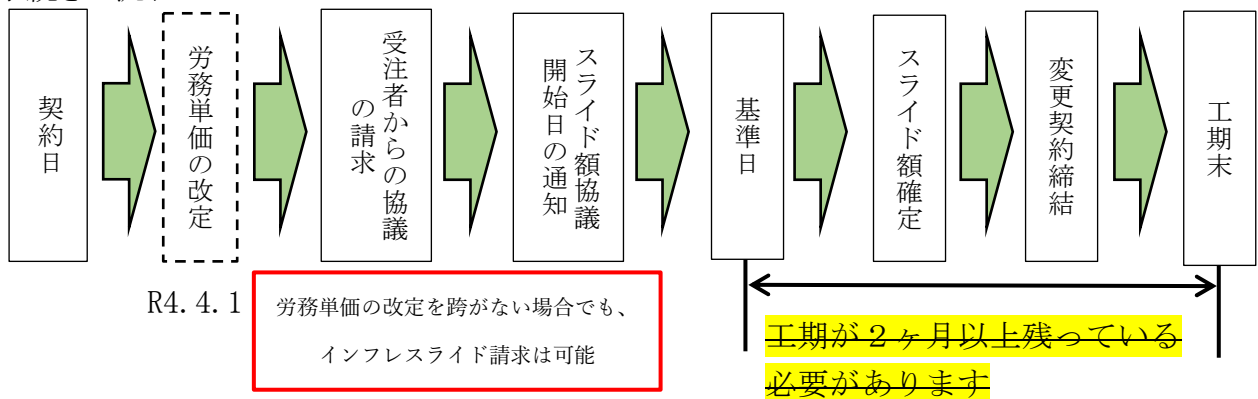 契約日
労務単価の改定
受注者からの協議
の請求
スライド額協議
開始日の通知
基準日
スライド額確定
変更契約締結
工期末
R4.4.1
労務単価の改定を跨がない場合でも、
インフレスライド請求は可能
工期が２ヶ月以上残っている
必要があります